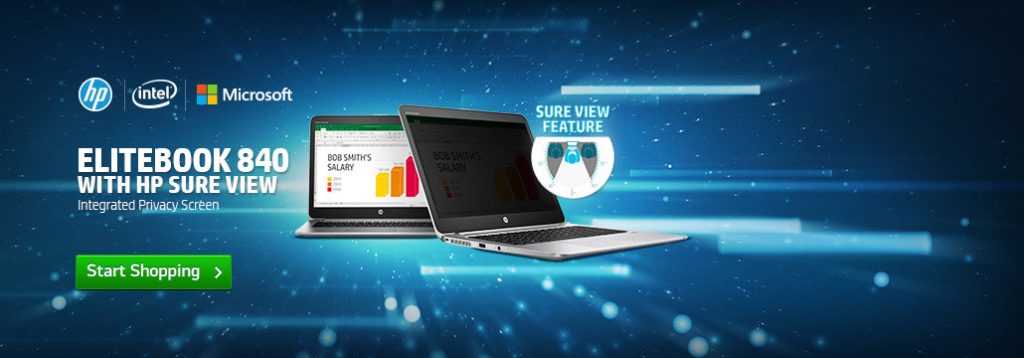 hp
intel
Microsoft
ELITEBOOK 840
WITH HP SURE VIEW
Integrated Privacy Screen
Start Shopping
BOB SMITH'S
SALARY
BOB SMITH'S
SALARY
SURE VIEW
FEATURE